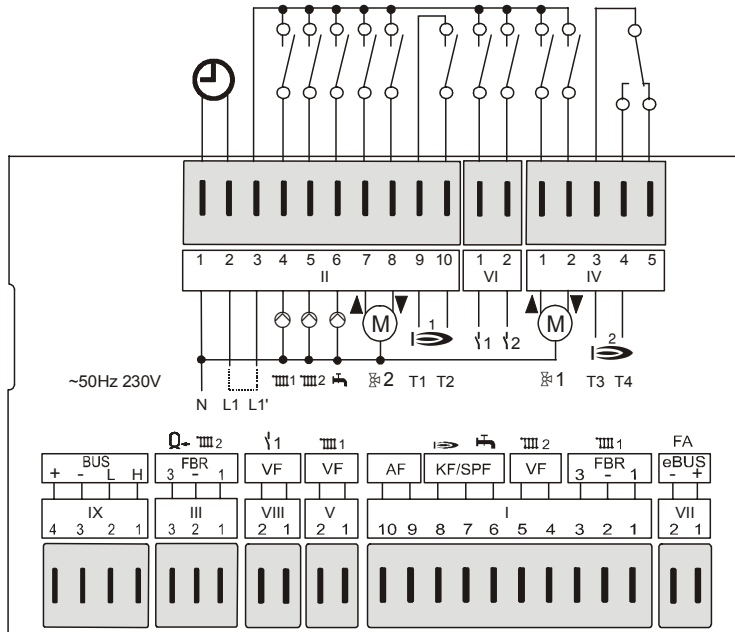 1 2 3 4 5 6 7 8 9 10 1 2 1 2 3 4 5
II VI IV
M 1 1 2 M 2
~50Hz 230V 1 2 2 T1 T2 1 T3 T4
N L1 L1'
2 1 1 2 1 FA
BUS FBR VF VF AF KF/SPF VF FBR eBUS
+ - L H 3 - 1 3 - 1 - +
IX III VIII V I VII
4 3 2 1 3 2 1 2 1 2 1 10 9 8 7 6 5 4 3 2 1 2 1